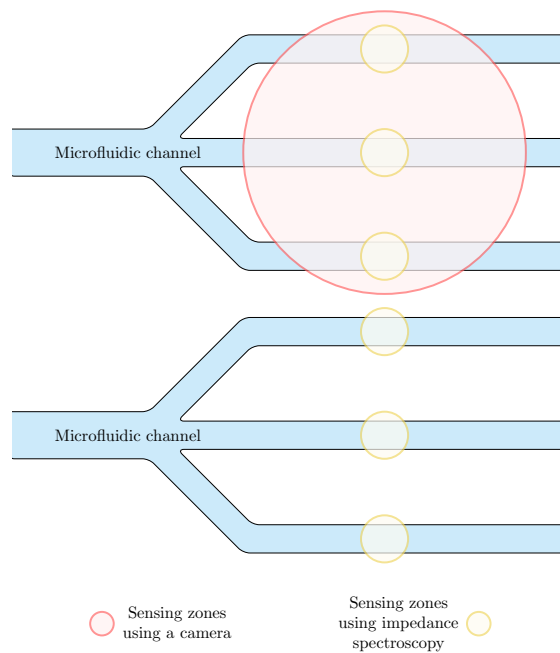 Microfluidic channel
Microfluidic channel
Sensing zones
using a camera
Sensing zones
using impedance
spectroscopy